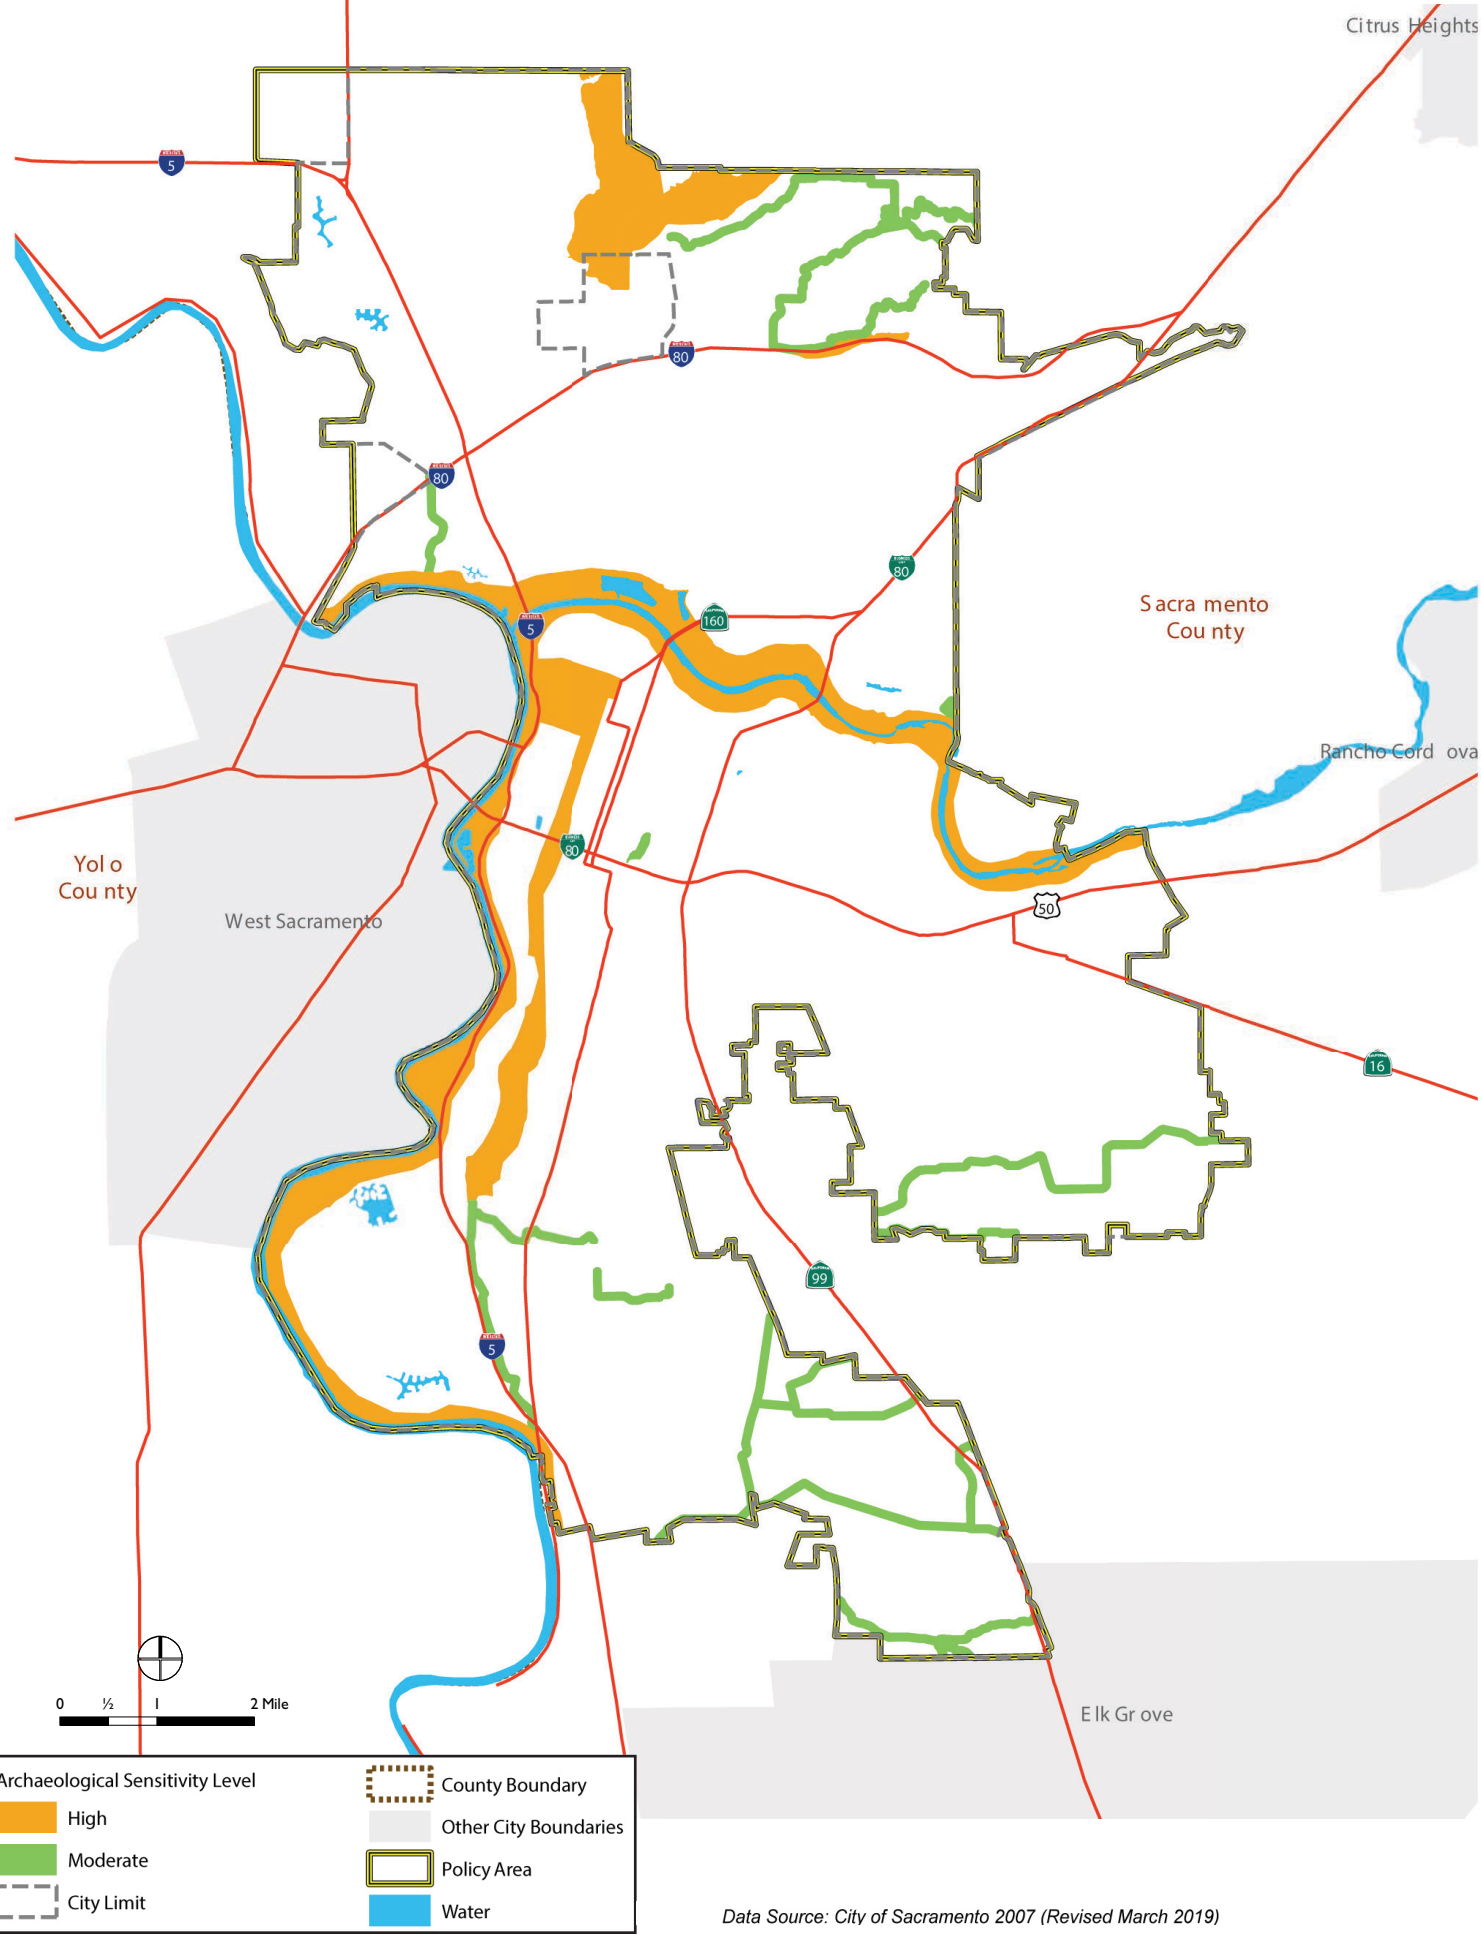 Citrus Heights
5
80
80
80
Sacra mento
Cou nty
160
5
Rancho Cord ova
80
Yol o
Cou nty
50
West Sacramento
16
99
5
0 ½ 1 2 Mile
Elk Gr ove
Archaeological Sensitivity Level
High
Moderate
City Limit
County Boundary
Other City Boundaries
Policy Area
Water
Data Source: City of Sacramento 2007 (Revised March 2019)